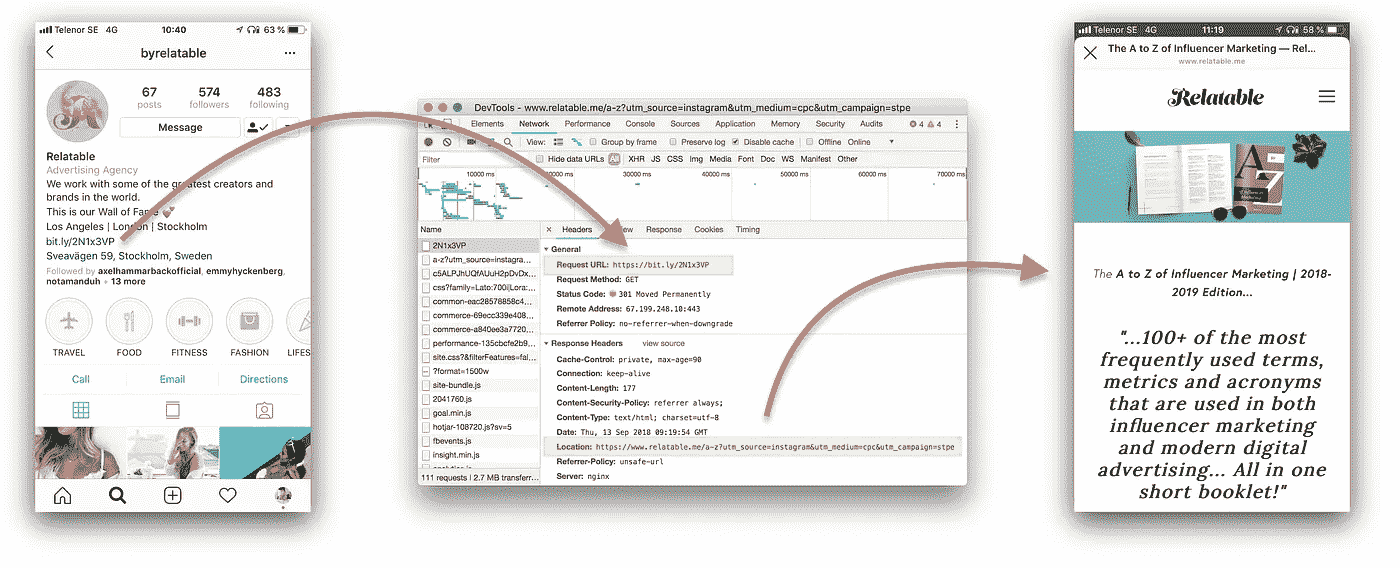 Telenor SE 4G 10:40 63 %
byrelatable
67 574 483
posts followers following
Message
Relatable
Advertising Agency
We work with some of the greatest creators and
brands in the world.
This is our Wall of Fame
Los Angeles | London | Stockholm
bit.ly/2N1x3VP
Sveavägen 59, Stockholm, Sweden
Followed by axelhammarbackofficial, emmyhyckenberg,
notamanduh + 13 more
TRAVEL FOOD FITNESS FASHION LIFES
Call Email Directions
DevTools - www.relatable.me/a-z?utm_source=instagram&utm_medium=cpc&utm_campaign=stpe
Elements Network Performance Console Sources Application Memory Security Audits 4 4
View: Group by frame Preserve log Disable cache Offline Online
Filter Hide data URLs All XHR JS CSS Img Media Font Doc WS Manifest Other
10000 ms 20000 ms 30000 ms 40000 ms 50000 ms 60000 ms 70000 ms
Name
2N1x3VP
a-z?utm_source=instagra...
c5ALPJhUQfAUuH2pDvDx...
css?family=Lato:700i|Lora:...
common-eac28578858c4...
commerce-69ecc339e408...
commerce-a840ee3a7720...
performance-135cbcfe2b9...
site.css?&filterFeatures=fal...
?format=1500w
site-bundle.js
2041760.js
goal.min.js
hotjar-108720.js?sv=5
fbevents.js
insight.min.js
111 requests | 2.7 MB transferr...
× Headers Response Cookies Timing
General
Request URL: https://bit.ly/2N1x3VP
Request Method: GET
Status Code: 301 Moved Permanently
Remote Address: 67.199.248.10:443
Referrer Policy: no-referrer-when-downgrade
Response Headers view source
Cache-Control: private, max-age=90
Connection: keep-alive
Content-Length: 177
Content-Security-Policy: referrer always;
Content-Type: text/html; charset=utf-8
Date: Thu, 13 Sep 2018 09:19:54 GMT
Location: https://www.relatable.me/a-z?utm_source=instagram&utm_medium=cpc&utm_campaign=stpe
Referrer-Policy: unsafe-url
Server: nginx
Telenor SE 4G 11:19 58 %
The A to Z of Influencer Marketing — Rel...
www.relatable.me
Relatable
A
Z
The A to Z of Influencer Marketing | 2018-
2019 Edition...
"...100+ of the most
frequently used terms,
metrics and acronyms
that are used in both
influencer marketing
and modern digital
advertising... All in one
short booklet!"